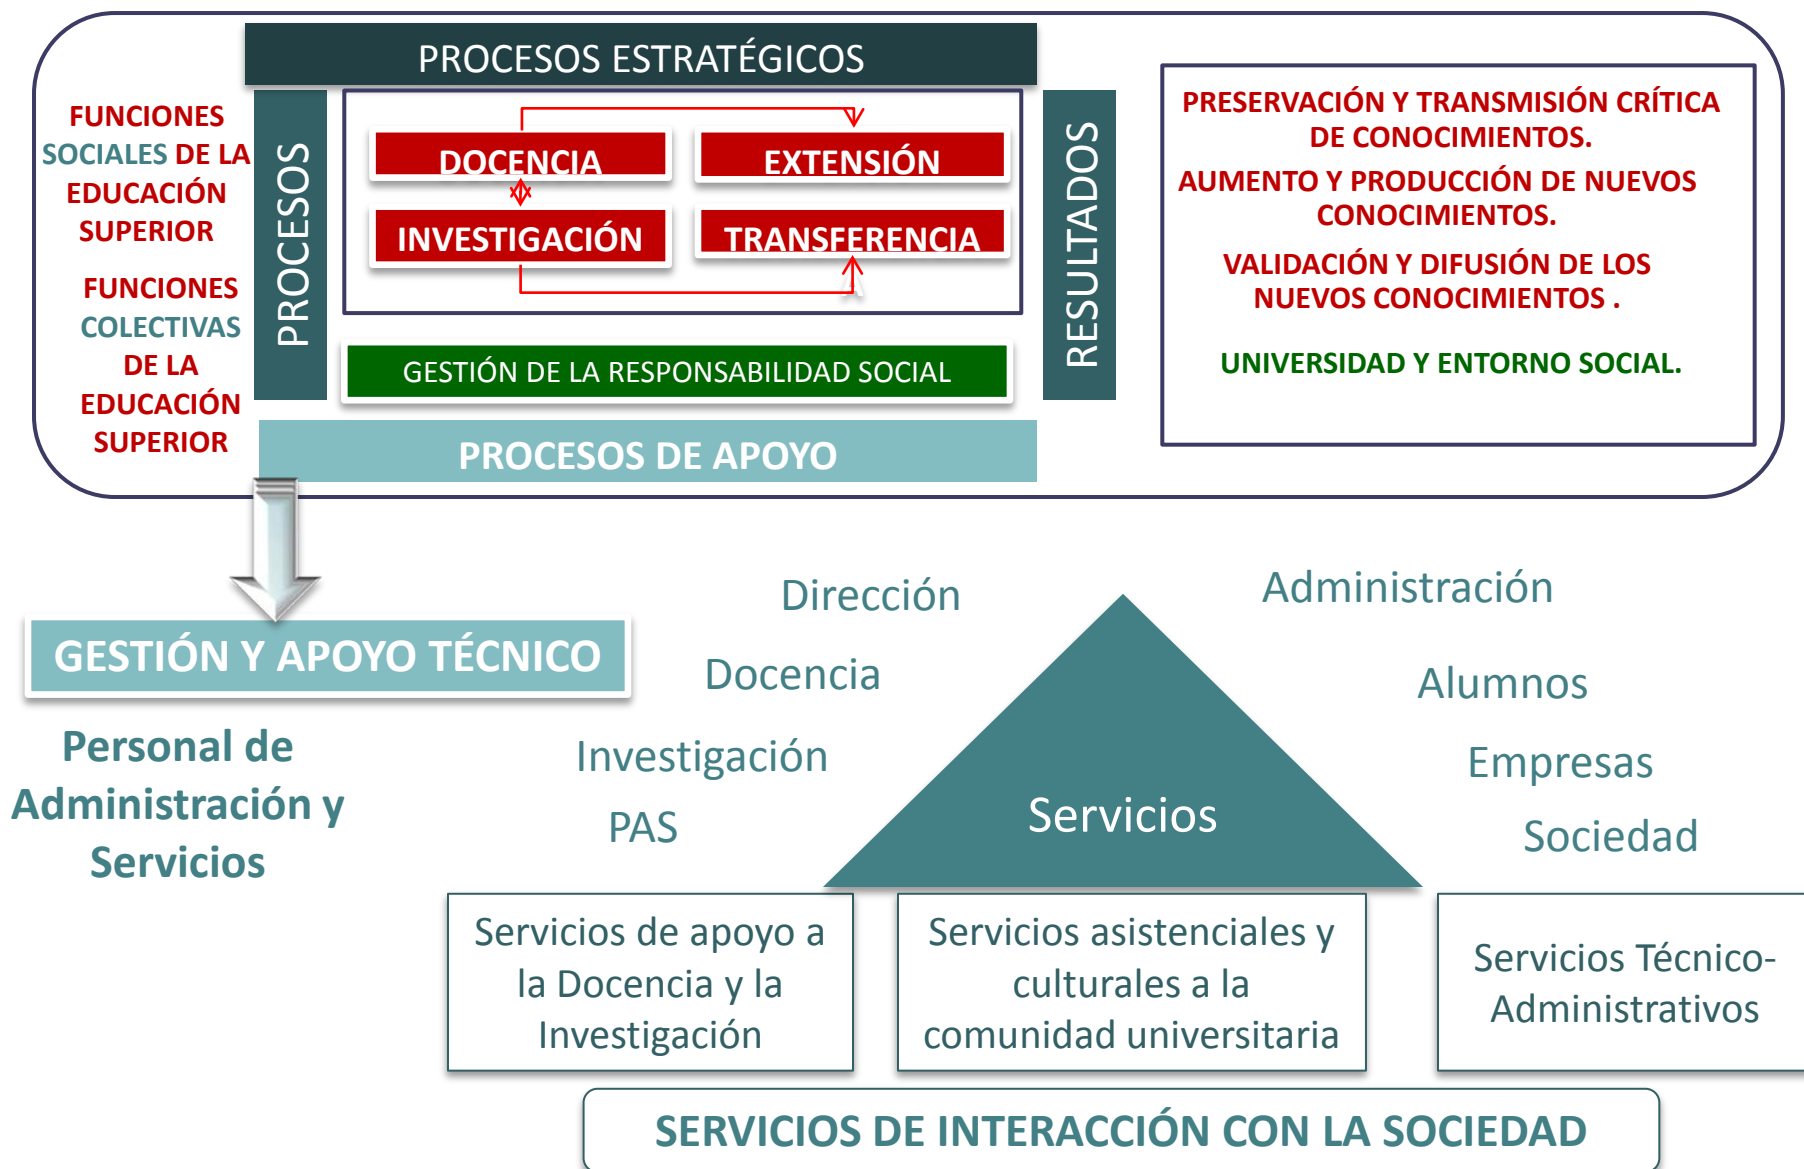 PROCESOS ESTRATÉGICOS
FUNCIONES
SOCIALES DE LA
EDUCACIÓN
SUPERIOR
FUNCIONES
COLECTIVAS
DE LA
EDUCACIÓN
SUPERIOR
PROCESOS
DOCENCIA
EXTENSIÓN
INVESTIGACIÓN
TRANSFERENCIA
A
GESTIÓN DE LA RESPONSABILIDAD SOCIAL
RESULTADOS
PROCESOS DE APOYO
PRESERVACIÓN Y TRANSMISIÓN CRÍTICA
DE CONOCIMIENTOS.
AUMENTO Y PRODUCCIÓN DE NUEVOS
CONOCIMIENTOS.
VALIDACIÓN Y DIFUSIÓN DE LOS
NUEVOS CONOCIMIENTOS .
UNIVERSIDAD Y ENTORNO SOCIAL.
GESTIÓN Y APOYO TÉCNICO
Personal de
Administración y
Servicios
Dirección
Docencia
Investigación
PAS
Servicios
Administración
Alumnos
Empresas
Sociedad
Servicios de apoyo a
la Docencia y la
Investigación
Servicios asistenciales y
culturales a la
comunidad universitaria
Servicios Técnico-
Administrativos
SERVICIOS DE INTERACCIÓN CON LA SOCIEDAD